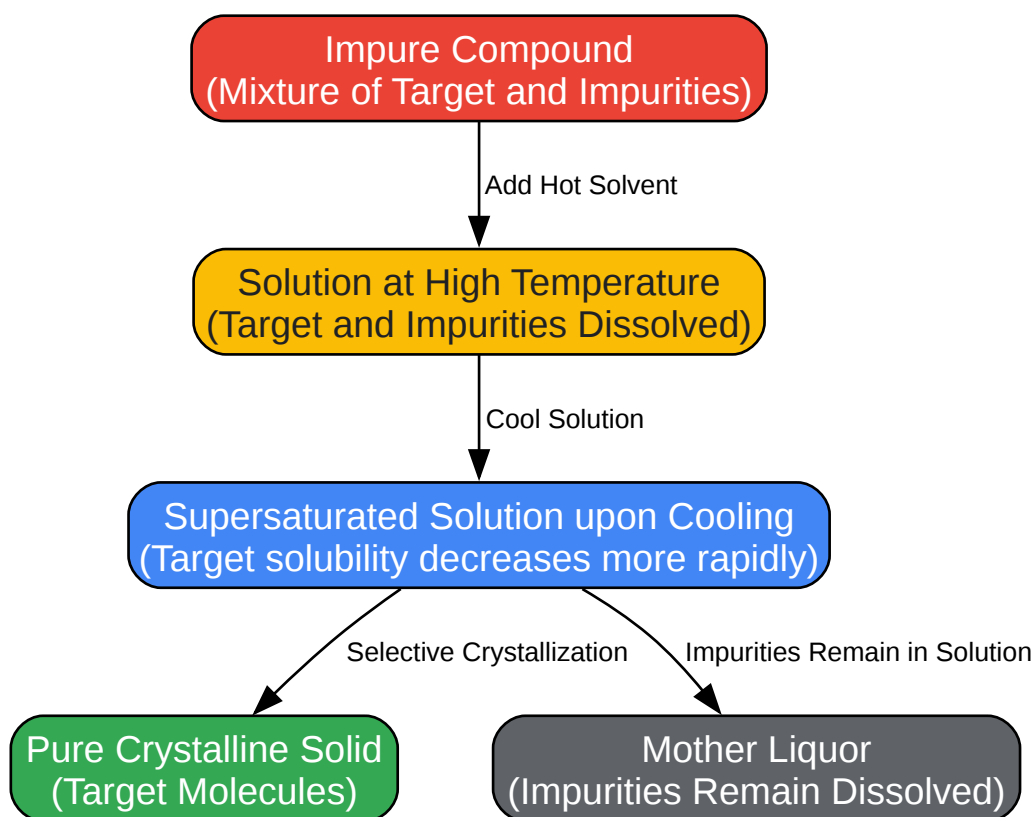 Impure Compound
(Mixture of Target and Impurities)
Add Hot Solvent
Solution at High Temperature
(Target and Impurities Dissolved)
Cool Solution
Supersaturated Solution upon Cooling
(Target solubility decreases more rapidly)
Selective Crystallization
Impurities Remain in Solution
Pure Crystalline Solid
(Target Molecules)
Mother Liquor
(Impurities Remain Dissolved)